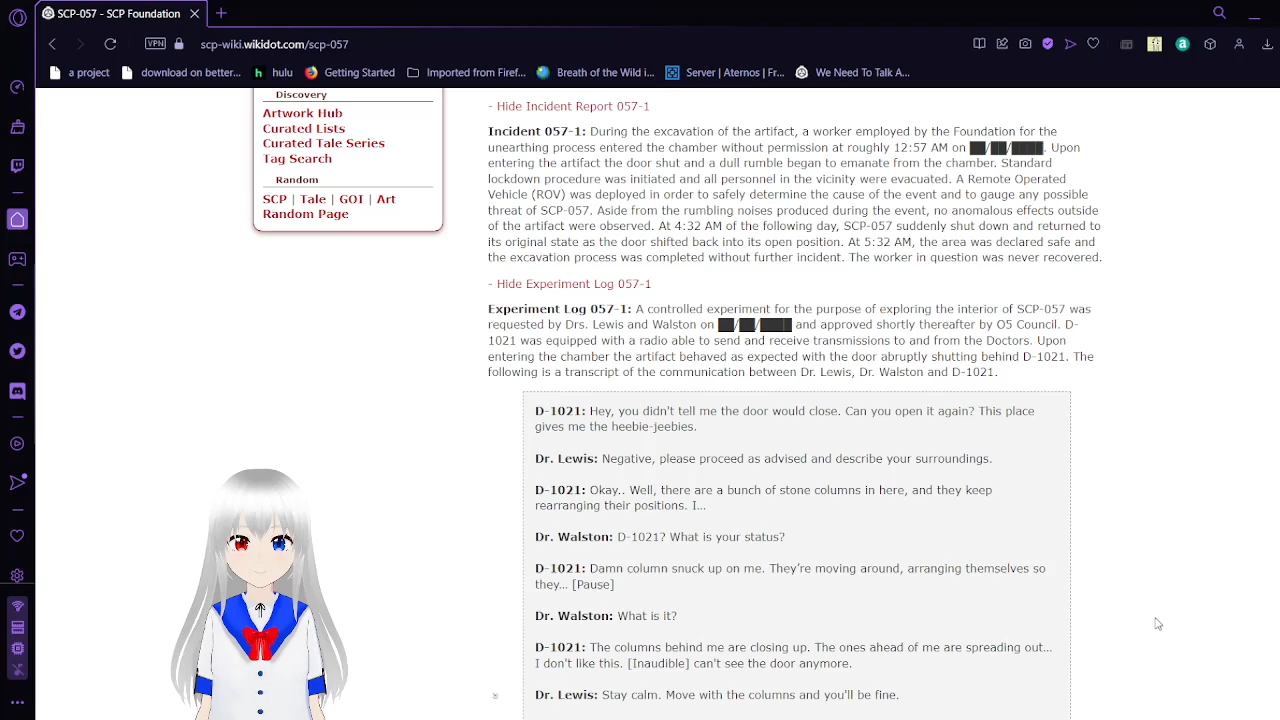 SCP-057 - SCP Foundation
VPN
scp-wiki.wikidot.com/scp-057
a project
download on better...
hulu
Getting Started
Imported from Firef...
Breath of the Wild i...
Server | Aternos | Fr...
We Need To Talk A...
Discovery
Artwork Hub
Curated Lists
Curated Tale Series
Tag Search
Random
SCP | Tale | GOI | Art
Random Page
- Hide Incident Report 057-1
Incident 057-1: During the excavation of the artifact, a worker employed by the Foundation for the
unearthing process entered the chamber without permission at roughly 12:57 AM on ██/██/████. Upon
entering the artifact the door shut and a dull rumble began to emanate from the chamber. Standard
lockdown procedure was initiated and all personnel in the vicinity were evacuated. A Remote Operated
Vehicle (ROV) was deployed in order to safely determine the cause of the event and to gauge any possible
threat of SCP-057. Aside from the rumbling noises produced during the event, no anomalous effects outside
of the artifact were observed. At 4:32 AM of the following day, SCP-057 suddenly shut down and returned to
its original state as the door shifted back into its open position. At 5:32 AM, the area was declared safe and
the excavation process was completed without further incident. The worker in question was never recovered.
- Hide Experiment Log 057-1
Experiment Log 057-1: A controlled experiment for the purpose of exploring the interior of SCP-057 was
requested by Drs. Lewis and Walston on ██/██/████ and approved shortly thereafter by O5 Council. D-
1021 was equipped with a radio able to send and receive transmissions to and from the Doctors. Upon
entering the chamber the artifact behaved as expected with the door abruptly shutting behind D-1021. The
following is a transcript of the communication between Dr. Lewis, Dr. Walston and D-1021.
D-1021: Hey, you didn't tell me the door would close. Can you open it again? This place
gives me the heebie-jeebies.
Dr. Lewis: Negative, please proceed as advised and describe your surroundings.
D-1021: Okay.. Well, there are a bunch of stone columns in here, and they keep
rearranging their positions. I...
Dr. Walston: D-1021? What is your status?
D-1021: Damn column snuck up on me. They're moving around, arranging themselves so
they... [Pause]
Dr. Walston: What is it?
D-1021: The columns behind me are closing up. The ones ahead of me are spreading out...
I don't like this. [Inaudible] can't see the door anymore.
Dr. Lewis: Stay calm. Move with the columns and you'll be fine.